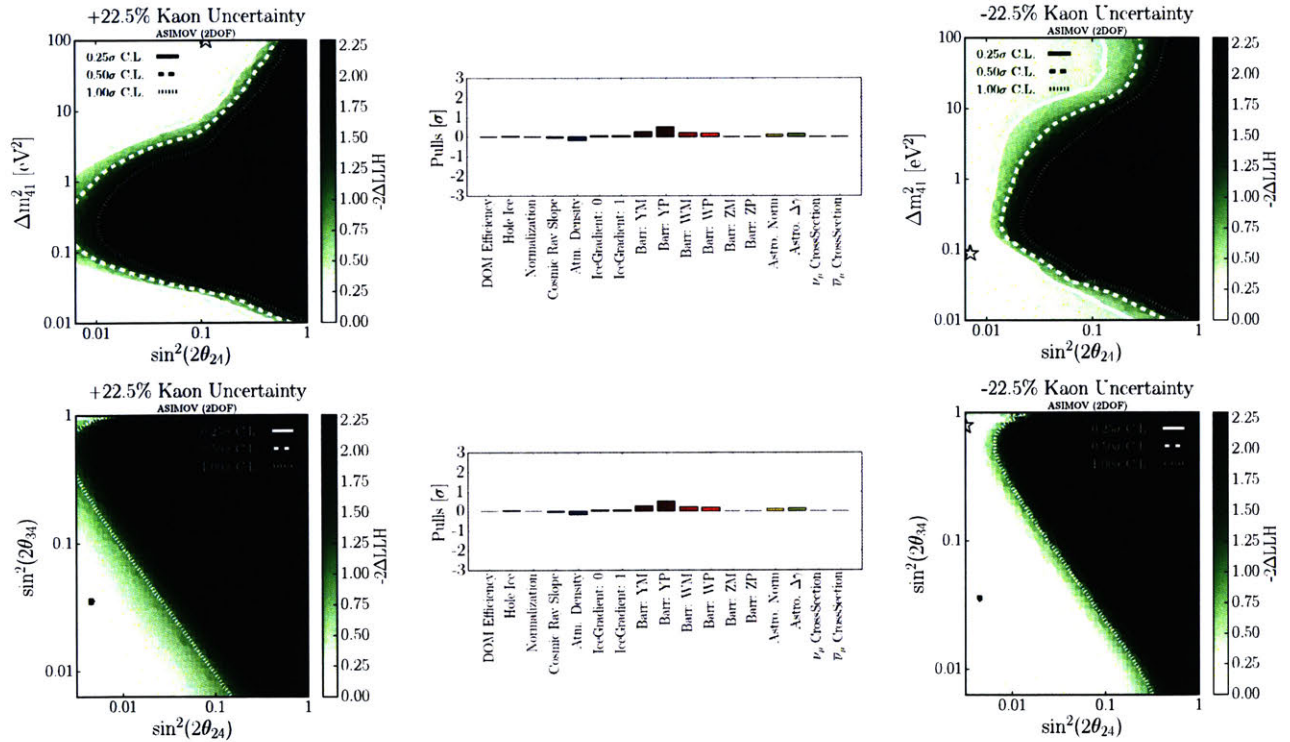 +22.5% Kaon Uncertainty
ASIMOV (2DOF)
0.25σ C.L.
0.50σ C.L.
1.00σ C.L.
100
10
1
0.1
0.01
Δm²₄₁ [eV²]
0.01 0.1 1
sin²(2θ₂₄)
2.25
2.00
1.75
1.50
1.25
1.00
0.75
0.50
0.25
0.00
-2ΔLLH
3
2
1
0
-1
-2
-3
Pulls [σ]
DOM Efficiency
Hole Ice
Normalization
Cosmic Ray Slope
Atm. Density
IceGradient: 0
IceGradient: 1
Barr: YM
Barr: YP
Barr: WM
Barr: WP
Barr: ZM
Barr: ZP
Astro. Norm
Astro. Δγ
νμ CrossSection
ν̅μ CrossSection
-22.5% Kaon Uncertainty
ASIMOV (2DOF)
0.25σ C.L.
0.50σ C.L.
1.00σ C.L.
100
10
1
0.1
0.01
Δm²₄₁ [eV²]
0.01 0.1 1
sin²(2θ₂₄)
2.25
2.00
1.75
1.50
1.25
1.00
0.75
0.50
0.25
0.00
-2ΔLLH
+22.5% Kaon Uncertainty
ASIMOV (2DOF)
1
0.1
0.01
sin²(2θ₃₄)
0.01 0.1 1
sin²(2θ₂₄)
2.25
2.00
1.75
1.50
1.25
1.00
0.75
0.50
0.25
0.00
-2ΔLLH
3
2
1
0
-1
-2
-3
Pulls [σ]
DOM Efficiency
Hole Ice
Normalization
Cosmic Ray Slope
Atm. Density
IceGradient: 0
IceGradient: 1
Barr: YM
Barr: YP
Barr: WM
Barr: WP
Barr: ZM
Barr: ZP
Astro. Norm
Astro. Δγ
νμ CrossSection
ν̅μ CrossSection
-22.5% Kaon Uncertainty
ASIMOV (2DOF)
1
0.1
0.01
sin²(2θ₃₄)
0.01 0.1 1
sin²(2θ₂₄)
2.25
2.00
1.75
1.50
1.25
1.00
0.75
0.50
0.25
0.00
-2ΔLLH